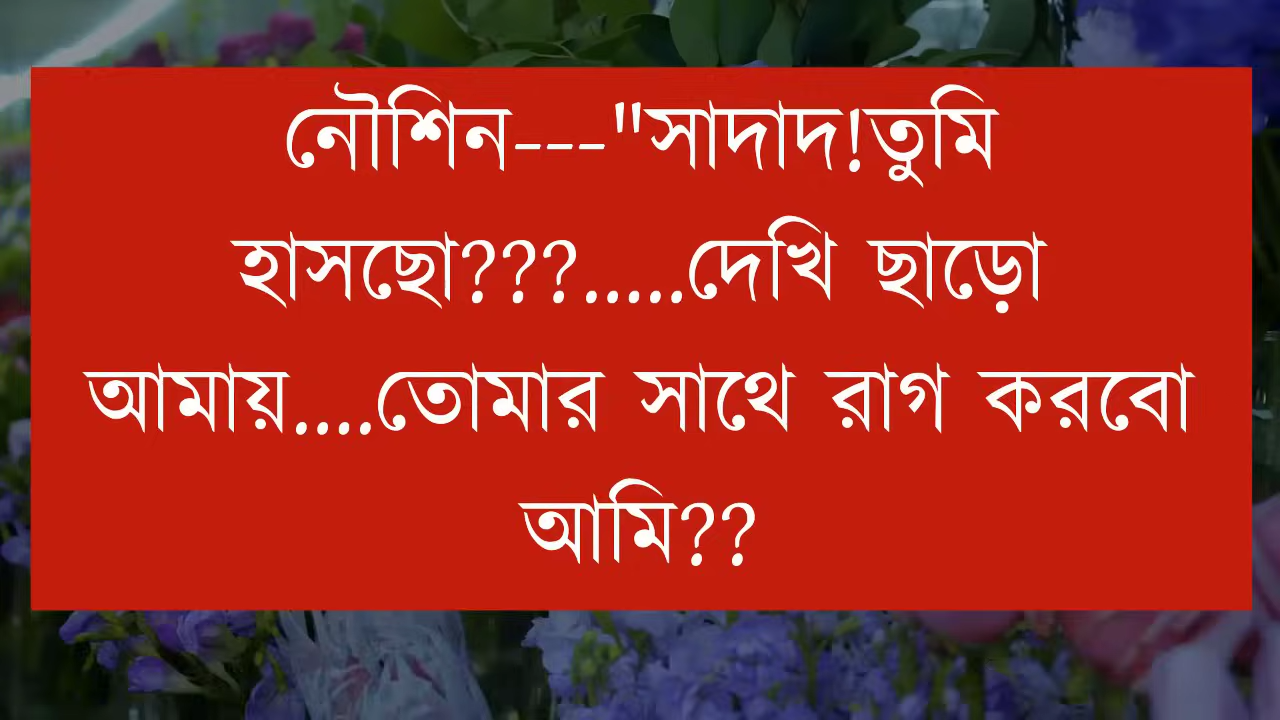 নৌশিন---"সাদাদ!তুমি
হাসছো???.....দেখি ছাড়ো
আমায়....তোমার সাথে রাগ করবো
আমি??